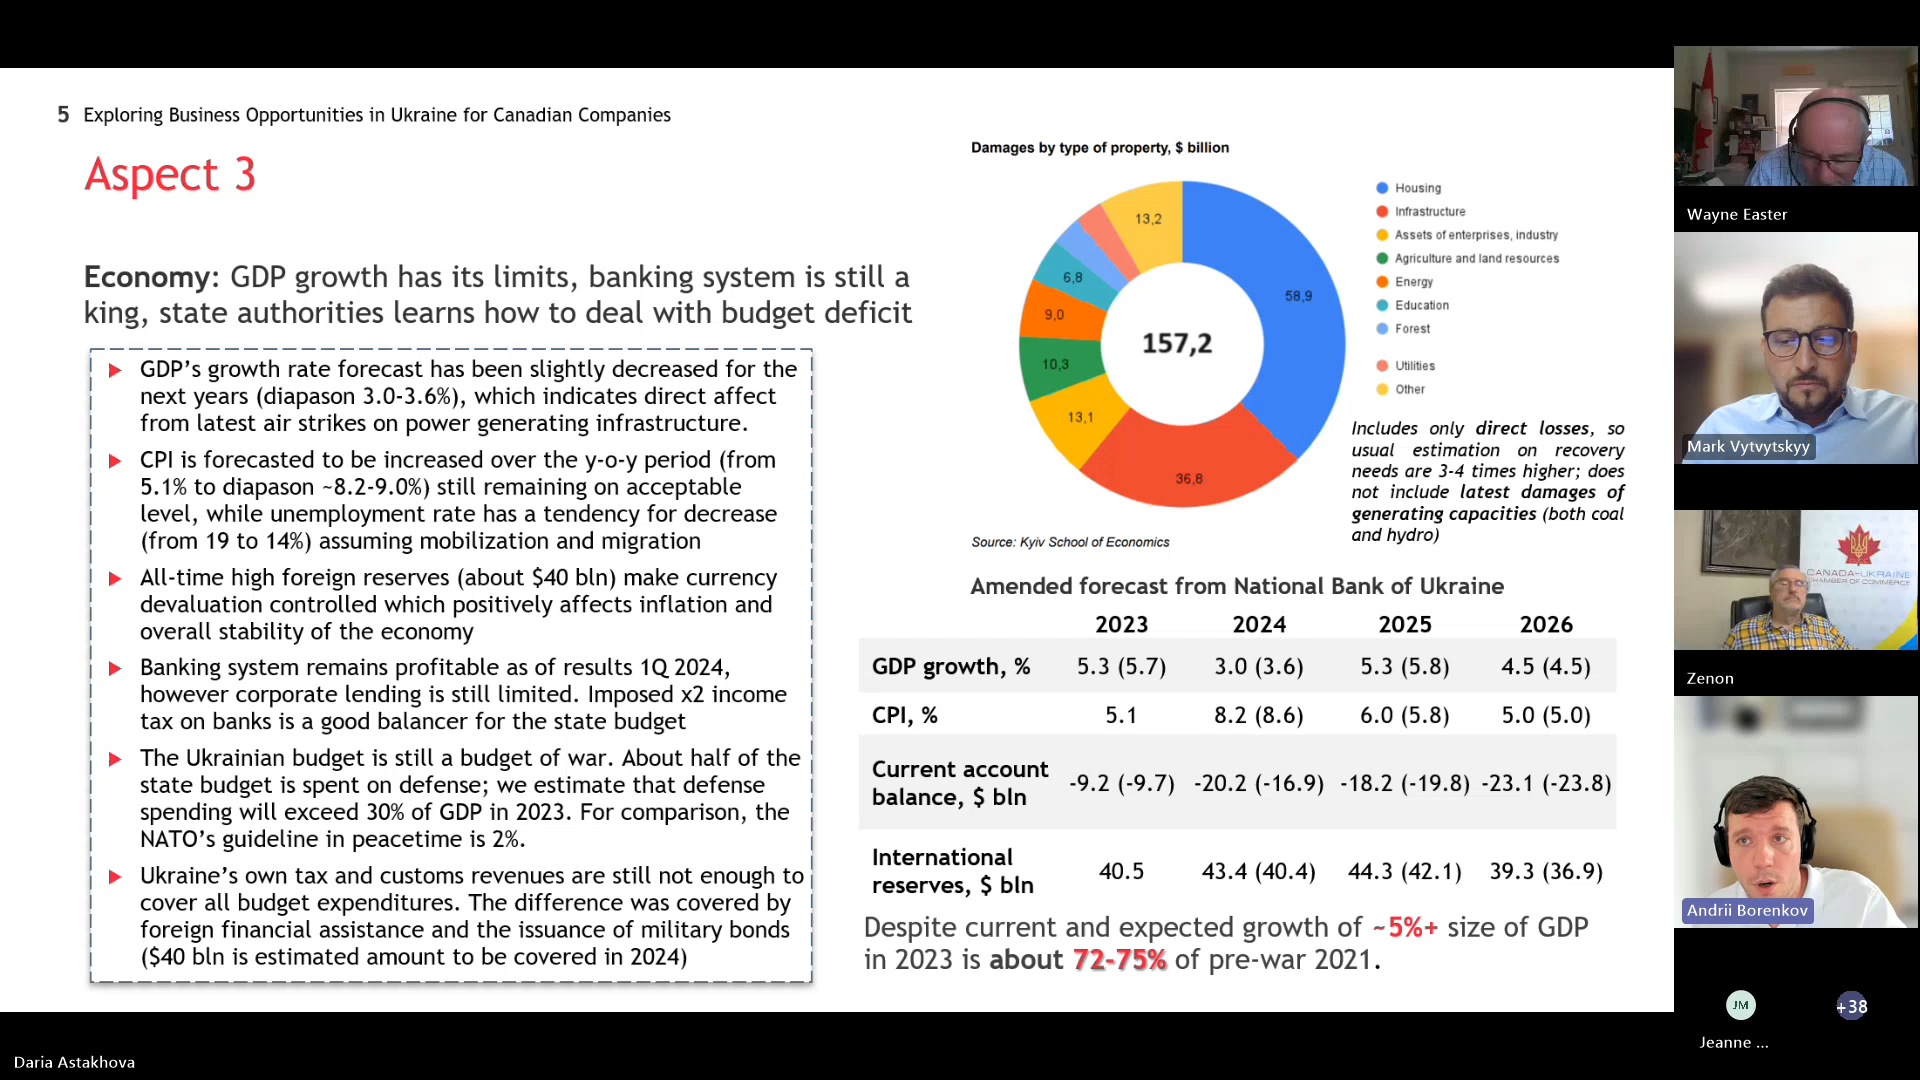 5 Exploring Business Opportunities in Ukraine for Canadian Companies
Aspect 3
Economy: GDP growth has its limits, banking system is still a
king, state authorities learns how to deal with budget deficit
GDP’s growth rate forecast has been slightly decreased for the
next years (diapason 3.0-3.6%), which indicates direct affect
from latest air strikes on power generating infrastructure.
CPI is forecasted to be increased over the y-o-y period (from
5.1% to diapason ~8.2-9.0%) still remaining on acceptable
level, while unemployment rate has a tendency for decrease
(from 19 to 14%) assuming mobilization and migration
All-time high foreign reserves (about $40 bln) make currency
devaluation controlled which positively affects inflation and
overall stability of the economy
Banking system remains profitable as of results 1Q 2024,
however corporate lending is still limited. Imposed x2 income
tax on banks is a good balancer for the state budget
The Ukrainian budget is still a budget of war. About half of the
state budget is spent on defense; we estimate that defense
spending will exceed 30% of GDP in 2023. For comparison, the
NATO’s guideline in peacetime is 2%.
Ukraine’s own tax and customs revenues are still not enough to
cover all budget expenditures. The difference was covered by
foreign financial assistance and the issuance of military bonds
($40 bln is estimated amount to be covered in 2024)
Damages by type of property, $ billion
13,2
58,9
6,8
9,0
10,3
13,1
36,8
157,2
Housing
Infrastructure
Assets of enterprises, industry
Agriculture and land resources
Energy
Education
Forest
Utilities
Other
Includes only direct losses, so
usual estimation on recovery
needs are 3-4 times higher; does
not include latest damages of
generating capacities (both coal
and hydro)
Source: Kyiv School of Economics
Amended forecast from National Bank of Ukraine
2023 2024 2025 2026
GDP growth, % 5.3 (5.7) 3.0 (3.6) 5.3 (5.8) 4.5 (4.5)
CPI, % 5.1 8.2 (8.6) 6.0 (5.8) 5.0 (5.0)
Current account
balance, $ bln -9.2 (-9.7) -20.2 (-16.9) -18.2 (-19.8) -23.1 (-23.8)
International
reserves, $ bln 40.5 43.4 (40.4) 44.3 (42.1) 39.3 (36.9)
Despite current and expected growth of ~5%+ size of GDP
in 2023 is about 72-75% of pre-war 2021.
Wayne Easter
Mark Vytvytskyy
CANADA-UKRAINE
CHAMBER OF COMMERCE
Zenon
Andrii Borenkov
JM
+38
Jeanne ...
Daria Astakhova